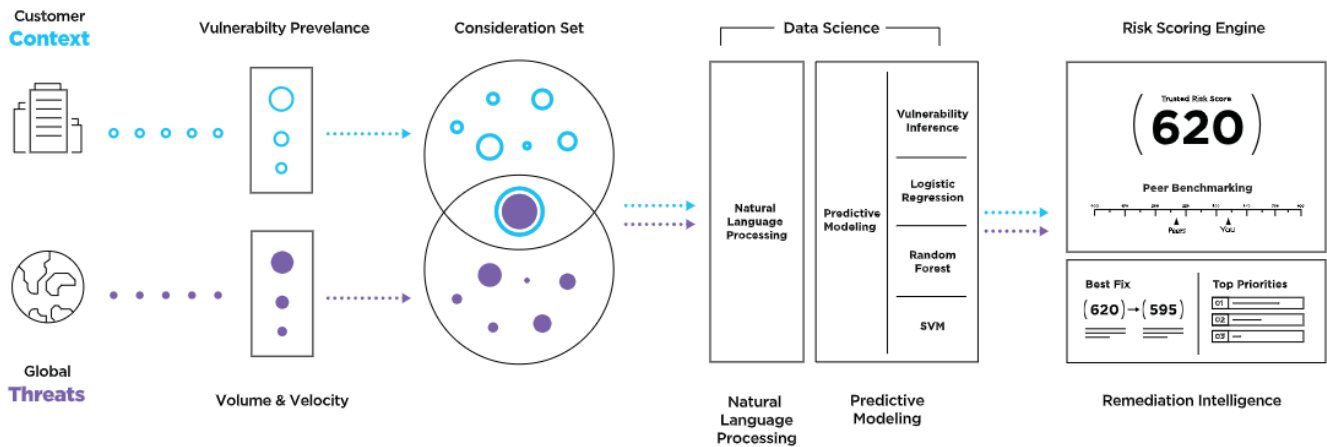 Customer
Context
Vulnerabilty Prevelance
Consideration Set
Data Science
Risk Scoring Engine
Trusted Risk Score
620
Peer Benchmarking
Peers
You
Natural
Language
Processing
Predictive
Modeling
Vulnerability
Inference
Logistic
Regression
Random
Forest
SVM
Best Fix
(620)→(595)
Top Priorities
01
02
03
Global
Threats
Volume & Velocity
Natural
Language
Processing
Predictive
Modeling
Remediation Intelligence